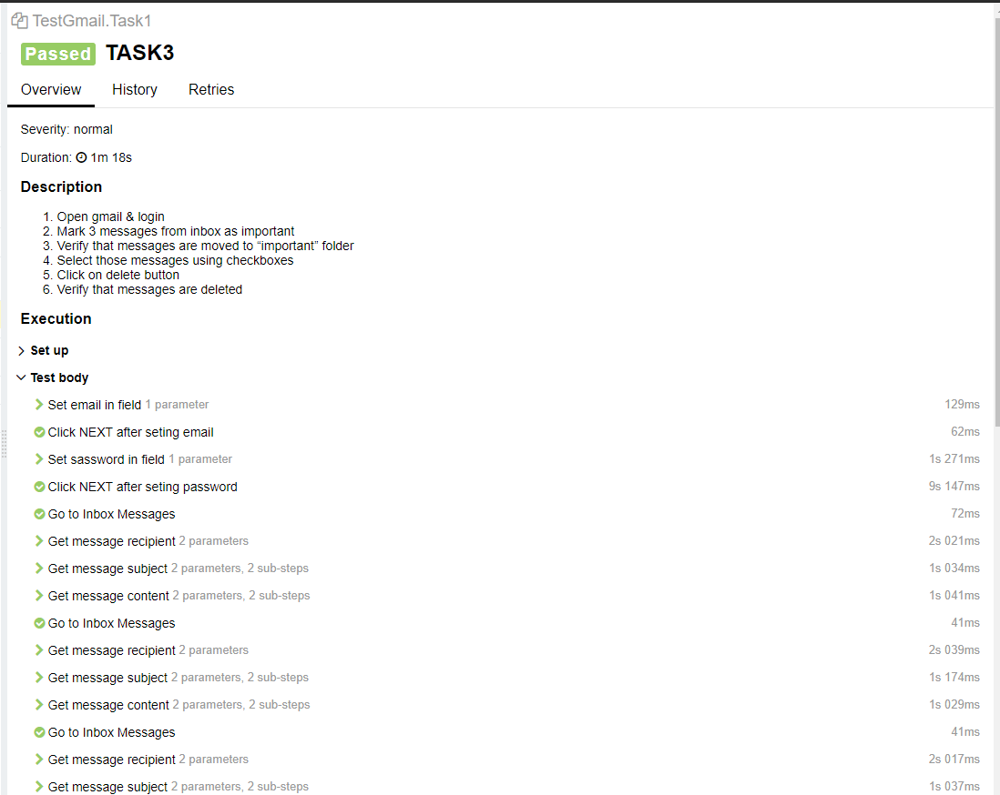 TestGmail.Task1
Passed TASK3
Overview History Retries
Severity: normal
Duration: 1m 18s
Description
1. Open gmail & login
2. Mark 3 messages from inbox as important
3. Verify that messages are moved to “important” folder
4. Select those messages using checkboxes
5. Click on delete button
6. Verify that messages are deleted
Execution
Set up
Test body
Set email in field 1 parameter 129ms
Click NEXT after seting email 62ms
Set sassword in field 1 parameter 1s 271ms
Click NEXT after seting password 9s 147ms
Go to Inbox Messages 72ms
Get message recipient 2 parameters 2s 021ms
Get message subject 2 parameters, 2 sub-steps 1s 034ms
Get message content 2 parameters, 2 sub-steps 1s 041ms
Go to Inbox Messages 41ms
Get message recipient 2 parameters 2s 039ms
Get message subject 2 parameters, 2 sub-steps 1s 174ms
Get message content 2 parameters, 2 sub-steps 1s 029ms
Go to Inbox Messages 41ms
Get message recipient 2 parameters 2s 017ms
Get message subject 2 parameters, 2 sub-steps 1s 037ms